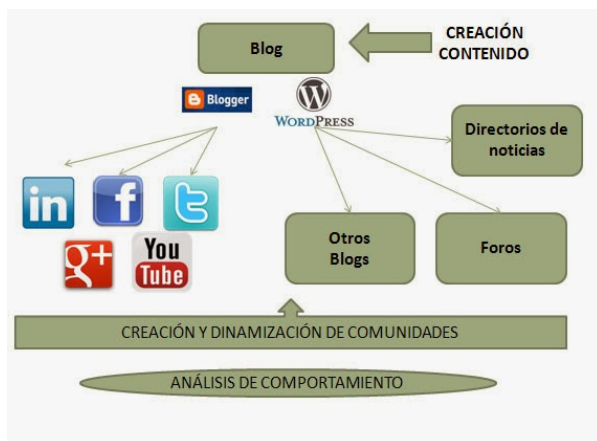 Blog
CREACIÓN
CONTENIDO
Blogger
WORDPRESS
Directorios de
noticias
in
f
t
g+
You
Tube
Otros
Blogs
Foros
CREACIÓN Y DINAMIZACIÓN DE COMUNIDADES
ANÁLISIS DE COMPORTAMIENTO